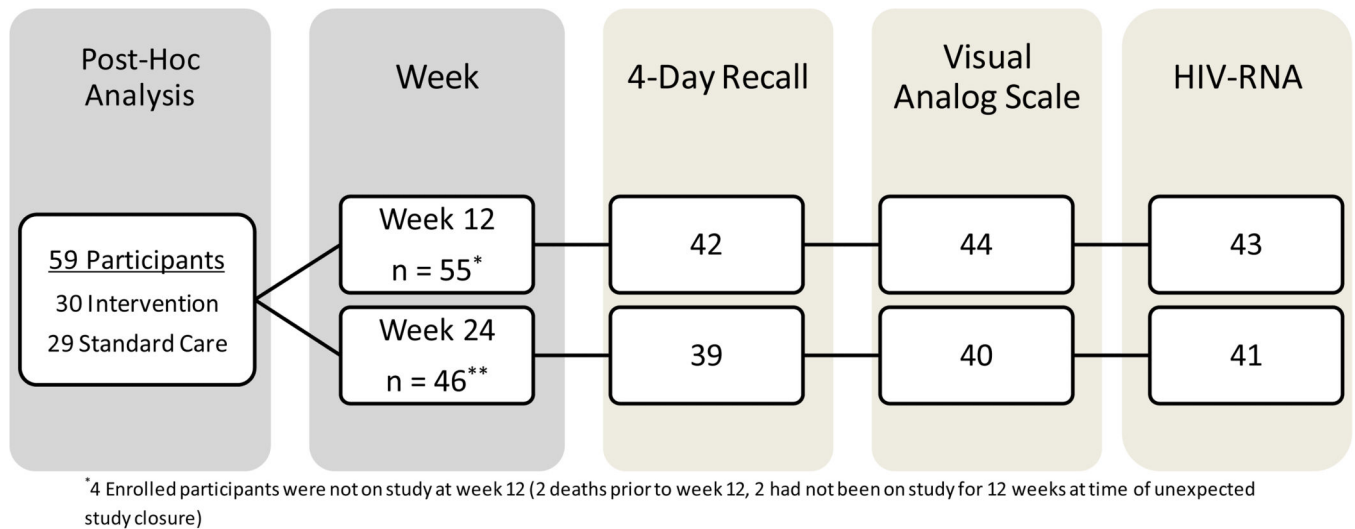 Post-Hoc
Analysis
Week
4-Day Recall
Visual
Analog Scale
HIV-RNA
59 Participants
30 Intervention
29 Standard Care
Week 12
n = 55*
42
44
43
Week 24
n = 46**
39
40
41
*4 Enrolled participants were not on study at week 12 (2 deaths prior to week 12, 2 had not been on study for 12 weeks at time of unexpected
study closure)